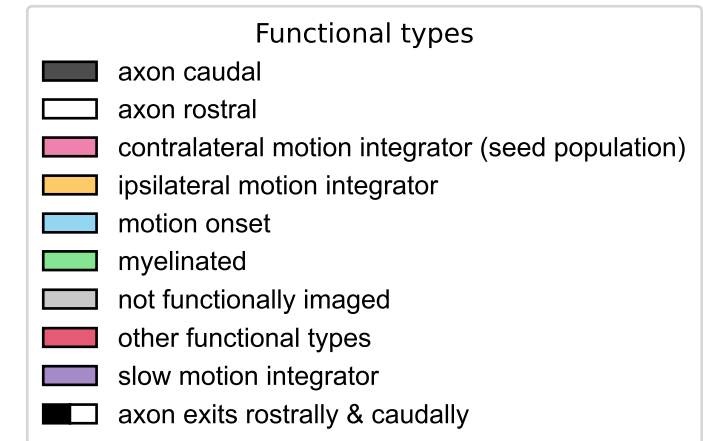 Functional types
axon caudal
axon rostral
contralateral motion integrator (seed population)
ipsilateral motion integrator
motion onset
myelinated
not functionally imaged
other functional types
slow motion integrator
axon exits rostrally & caudally